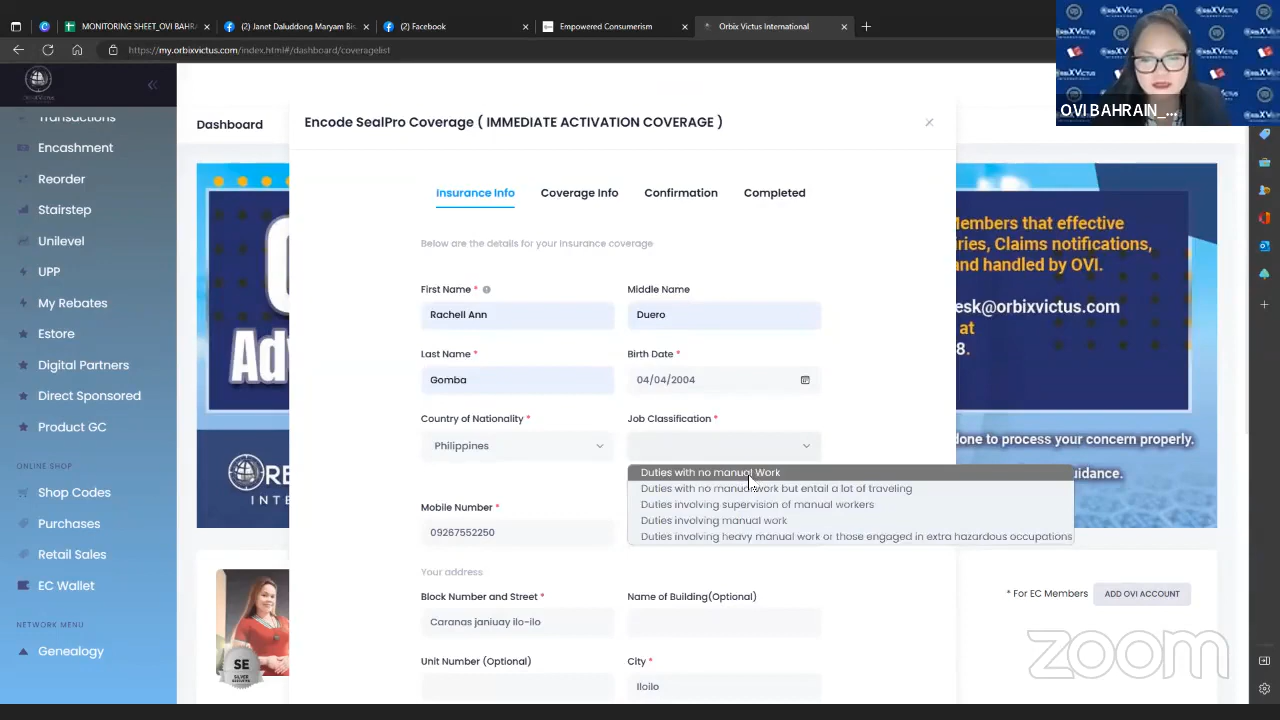 MONITORING SHEET_OVI BAHRA
(2) Janet Daluddong Maryam Bis
(2) Facebook
Empowered Consumerism
Orbix Victus International
https://my.orbixvictus.com/index.html#/dashboard/coveragelist
OVI BAHRAIN_...
Transactions
Encashment
Refer
Stairstep
Unilevel
UPP
My Rebates
Estore
Digital Partners
Direct Sponsored
Product GC
ONLINE SHOP
Shop Codes
Purchases
Retail Sales
EC Wallet
NETWORK MENU
Genealogy
Dashboard
Encode SealPro Coverage ( IMMEDIATE ACTIVATION COVERAGE )
Insurance Info
Coverage Info
Confirmation
Completed
Below are the details for your Insurance coverage
First Name *
Middle Name
Rachell Ann
Duero
Last Name *
Birth Date *
Gomba
04/04/2004
Country of Nationality *
Job Classification *
Philippines
Duties with no manual Work
Duties with no manual work but entail a lot of traveling
Duties involving supervision of manual workers
Duties involving manual work
Duties involving heavy manual work or those engaged in extra hazardous occupations
Mobile Number *
09267552250
Your address
Block Number and Street *
Name of Building(Optional)
Caranas janiuay ilo-ilo
Unit Number (Optional)
City *
Iloilo
Members that effective
Claims notifications,
and handled by OVI.
esk@orbixvictus.com
at
8.
done to process your concern properly.
* For EC Members
ADD OVI ACCOUNT
SE
SILVER
EXECUTIVE
zoom